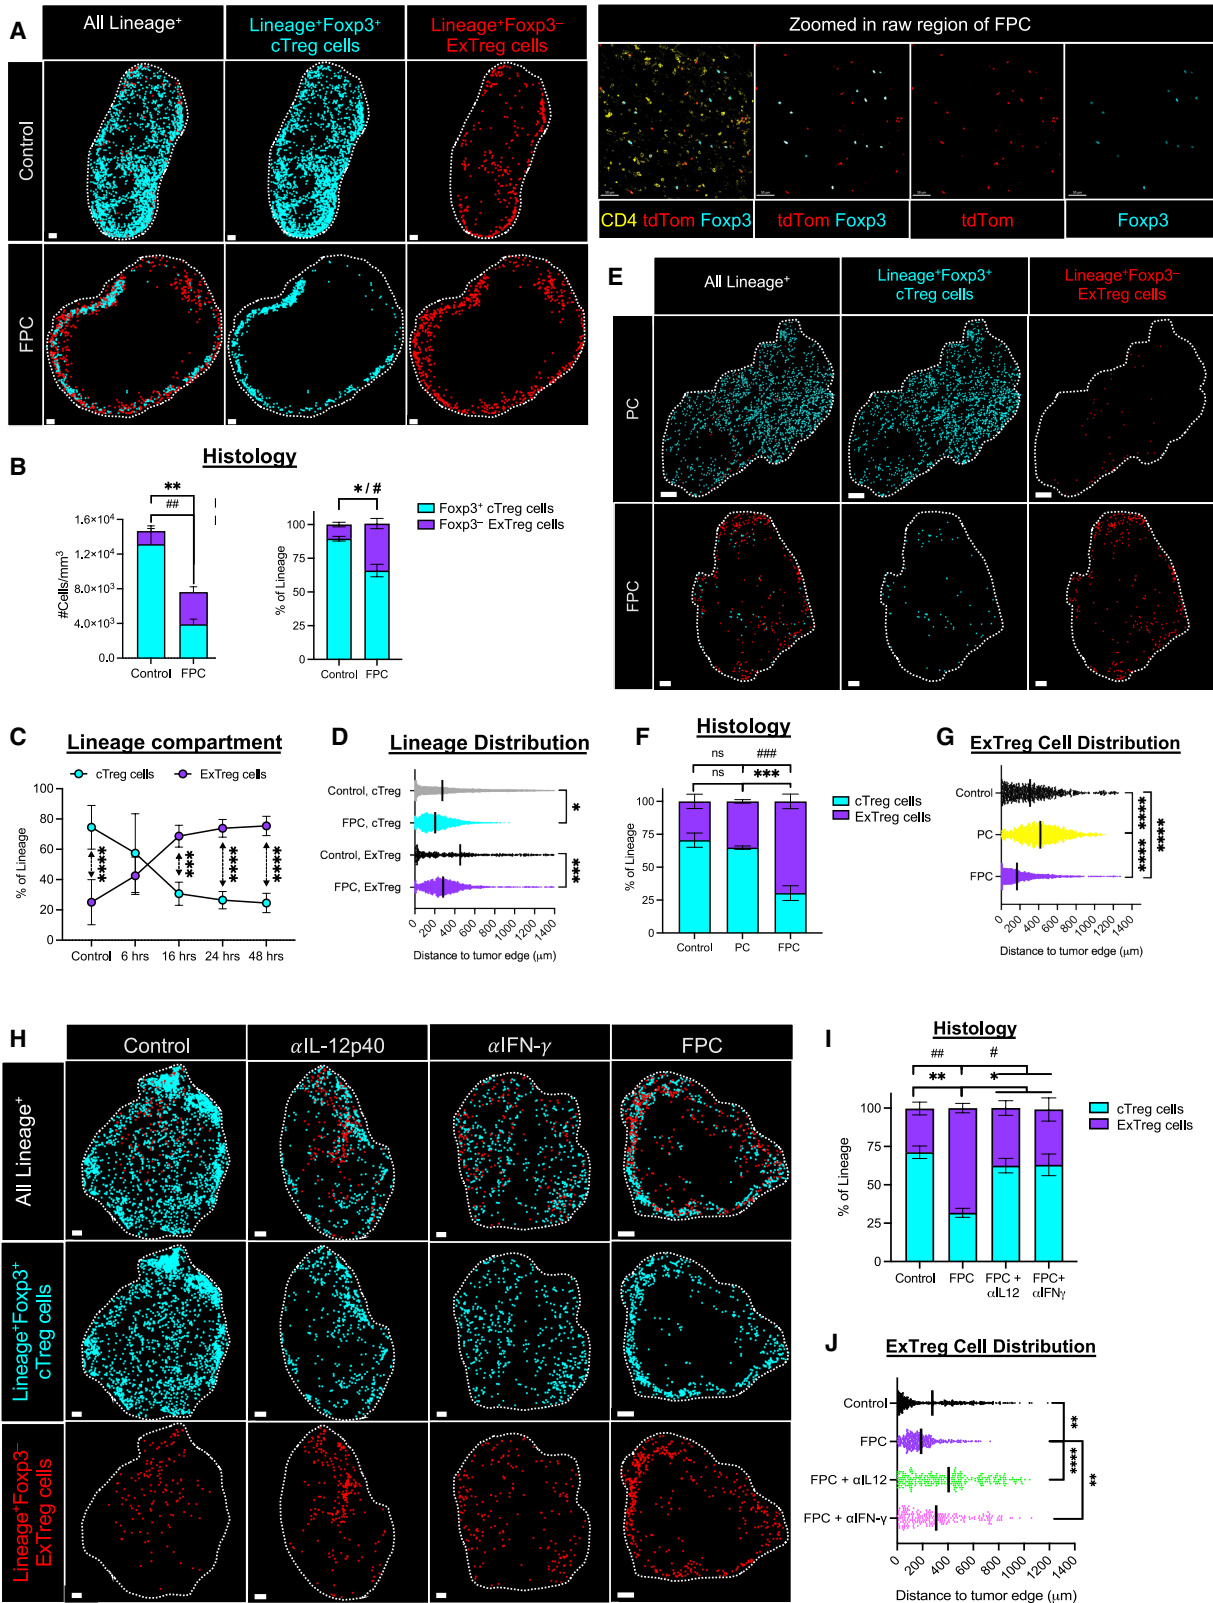 A
All Lineage⁺
Lineage⁺Foxp3⁺
cTreg cells
Lineage⁺Foxp3⁻
ExTreg cells
Control
FPC
Zoomed in raw region of FPC
CD4 tdTom Foxp3
tdTom Foxp3
tdTom
Foxp3
B
Histology
**
##
1.6×10⁴
1.2×10⁴
8.0×10³
4.0×10³
0.0
#Cells/mm³
Control
FPC
* / #
100
75
50
25
0
% of Lineage
Control
FPC
Foxp3⁺ cTreg cells
Foxp3⁻ ExTreg cells
E
All Lineage⁺
Lineage⁺Foxp3⁺
cTreg cells
Lineage⁺Foxp3⁻
ExTreg cells
PC
FPC
C
Lineage compartment
cTreg cells
ExTreg cells
100
80
60
40
20
0
% of Lineage
****
***
****
****
Control
6 hrs
16 hrs
24 hrs
48 hrs
D
Lineage Distribution
Control, cTreg
FPC, cTreg
Control, ExTreg
FPC, ExTreg
*
***
0
200
400
600
800
1000
1200
1400
Distance to tumor edge (μm)
F
Histology
ns
###
ns
***
100
75
50
25
0
% of Lineage
Control
PC
FPC
cTreg cells
ExTreg cells
G
ExTreg Cell Distribution
Control
PC
FPC
****
****
****
0
200
400
600
800
1000
1200
1400
Distance to tumor edge (μm)
H
Control
αIL-12p40
αIFN-γ
FPC
All Lineage⁺
Lineage⁺Foxp3⁺
cTreg cells
Lineage⁺Foxp3⁻
ExTreg cells
I
Histology
##
#
**
*
100
75
50
25
0
% of Lineage
Control
FPC
FPC +
αIL12
FPC+
αIFNγ
cTreg cells
ExTreg cells
J
ExTreg Cell Distribution
Control
FPC
FPC + αIL12
FPC + αIFN-γ
**
****
**
0
200
400
600
800
1000
1200
1400
Distance to tumor edge (μm)